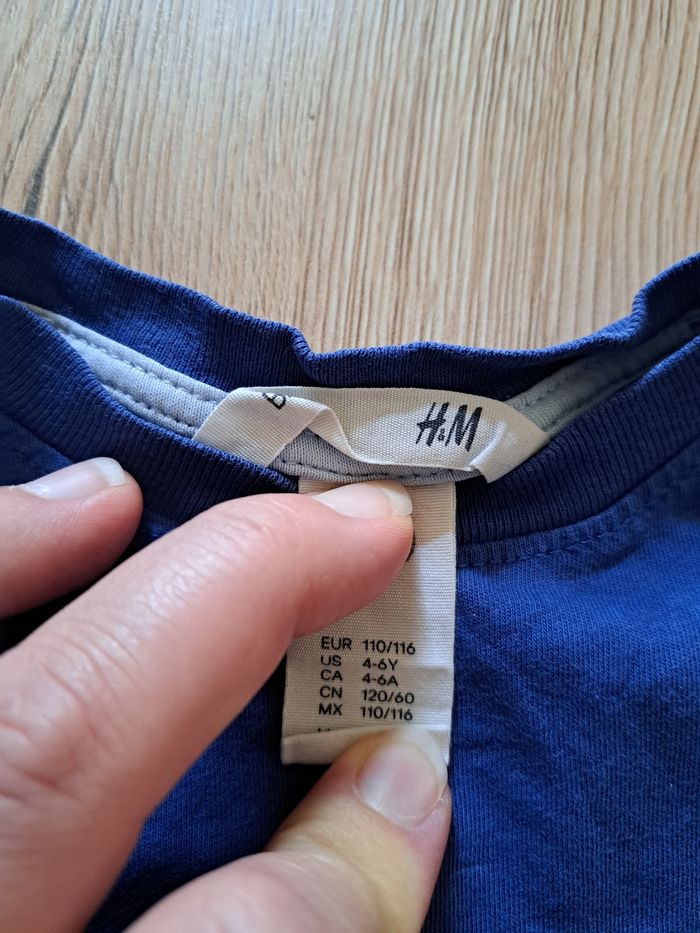 H&M
EUR 110/116
US 4-6Y
CA 4-6A
CN 120/60
MX 110/116